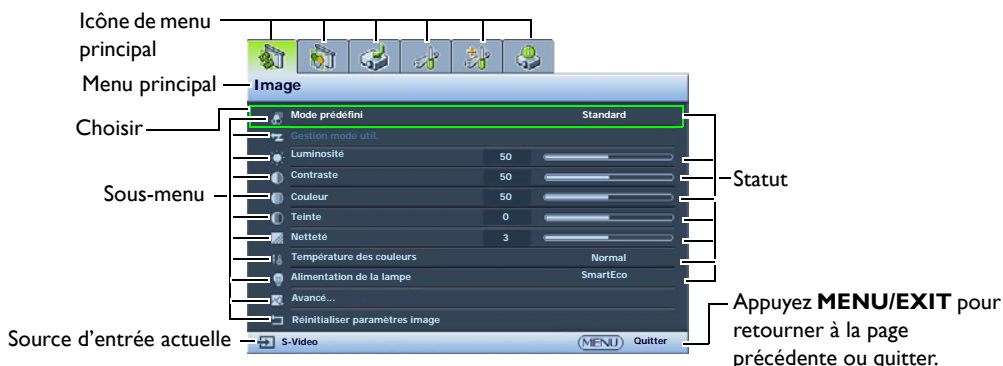 Icône de menu
principal
Menu principal
Image
Choisir
Mode prédéfini Standard
Gestion mode util.
Luminosité 50
Contraste 50
Sous-menu
Statut
Couleur 50
Teinte 0
Netteté 3
Température des couleurs Normal
Alimentation de la lampe SmartEco
Avancé...
Réinitialiser paramètres image
Source d'entrée actuelle
S-Video MENU Quitter
Appuyez MENU/EXIT pour
retourner à la page
précédente ou quitter.